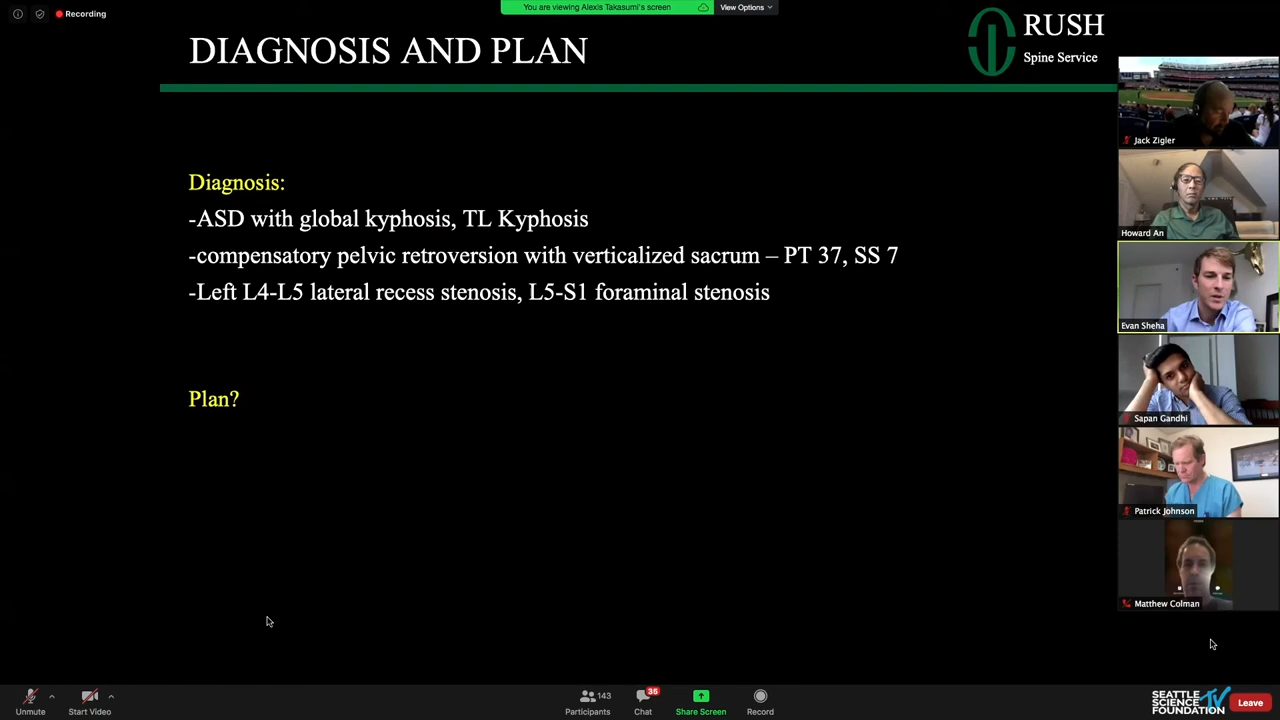 Recording
You are viewing Alexis Takasumi's screen
View Options
DIAGNOSIS AND PLAN
RUSH
Spine Service
Diagnosis:
-ASD with global kyphosis, TL Kyphosis
-compensatory pelvic retroversion with verticalized sacrum – PT 37, SS 7
-Left L4-L5 lateral recess stenosis, L5-S1 foraminal stenosis
Plan?
Jack Zigler
Howard An
Evan Sheha
Sapan Gandhi
Patrick Johnson
Matthew Colman
Unmute
Start Video
143
Participants
36
Chat
Share Screen
Record
SEATTLE
SCIENCE
FOUNDATION
TV
Leave